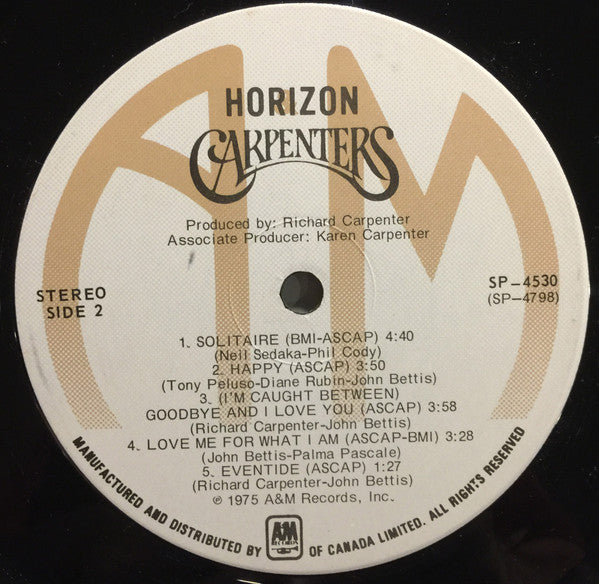 HORIZON
CARPENTERS
Produced by: Richard Carpenter
Associate Producer: Karen Carpenter
STEREO
SIDE 2
SP-4530
(SP-4798)
1. SOLITAIRE (BMI-ASCAP) 4:40
(Neil Sedaka-Phil Cody)
2. HAPPY (ASCAP) 3:50
(Tony Peluso-Diane Rubin-John Bettis)
3. (I'M CAUGHT BETWEEN)
GOODBYE AND I LOVE YOU (ASCAP) 3:58
(Richard Carpenter-John Bettis)
4. LOVE ME FOR WHAT I AM (ASCAP-BMI) 3:28
(John Bettis-Palma Pascale)
5. EVENTIDE (ASCAP) 1:27
(Richard Carpenter-John Bettis)
℗ 1975 A&M Records, Inc.
MANUFACTURED AND DISTRIBUTED BY A&M RECORDS OF CANADA LIMITED. ALL RIGHTS RESERVED
AM